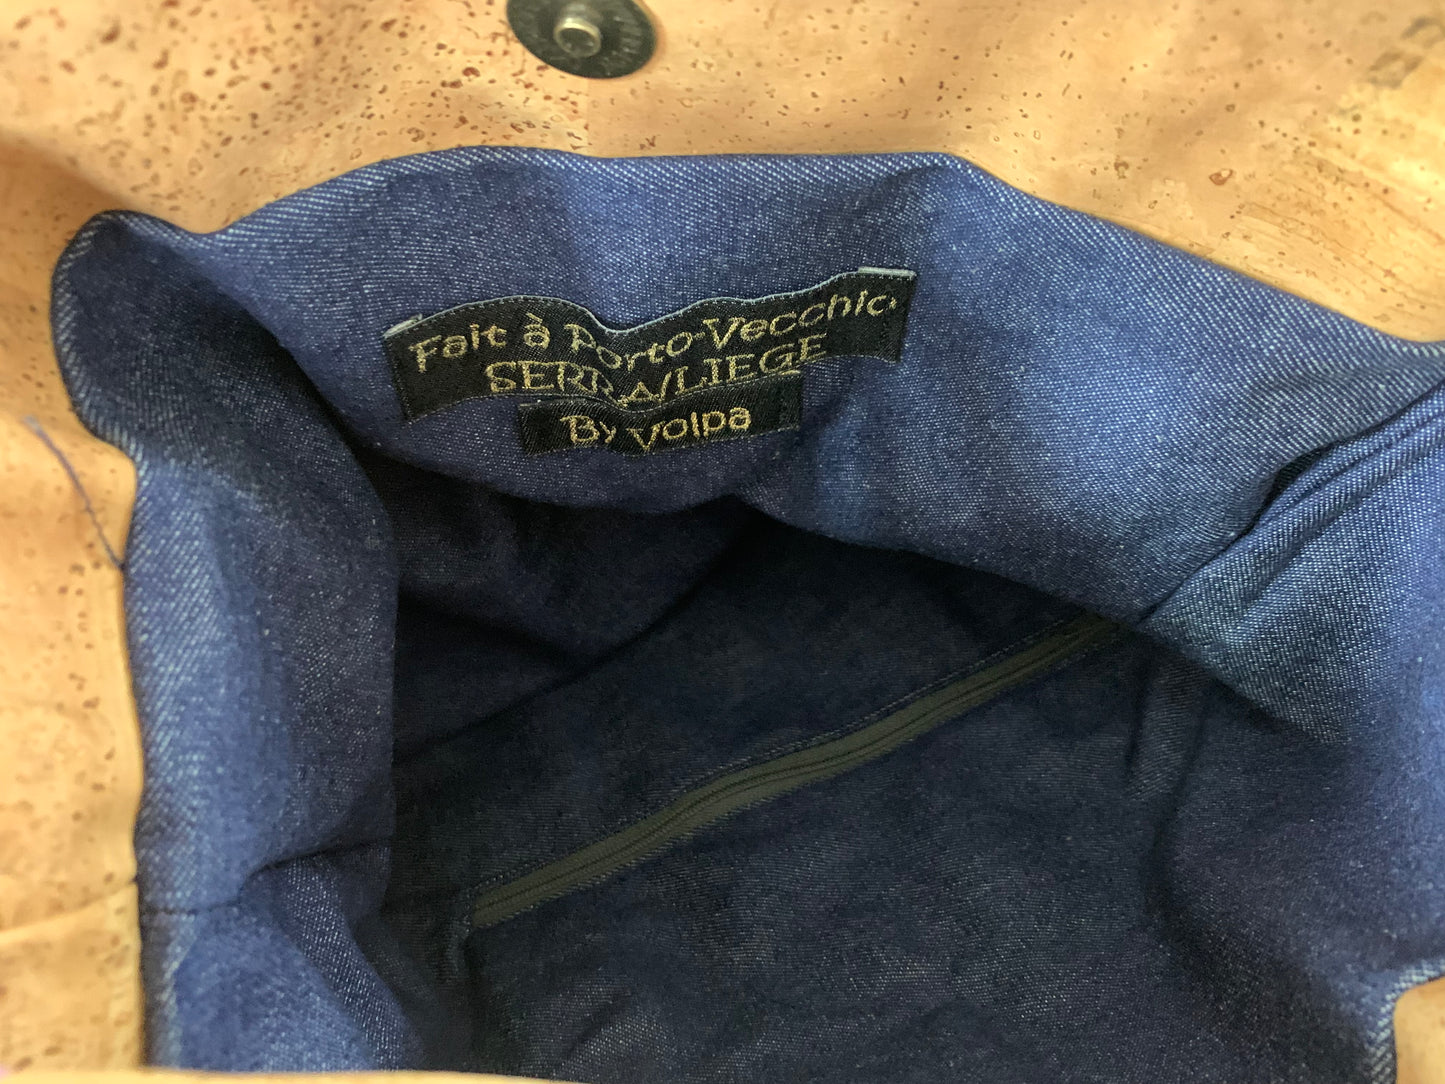 Fait à Porto-Vecchio
SERRA/LIEGE
By Volpa